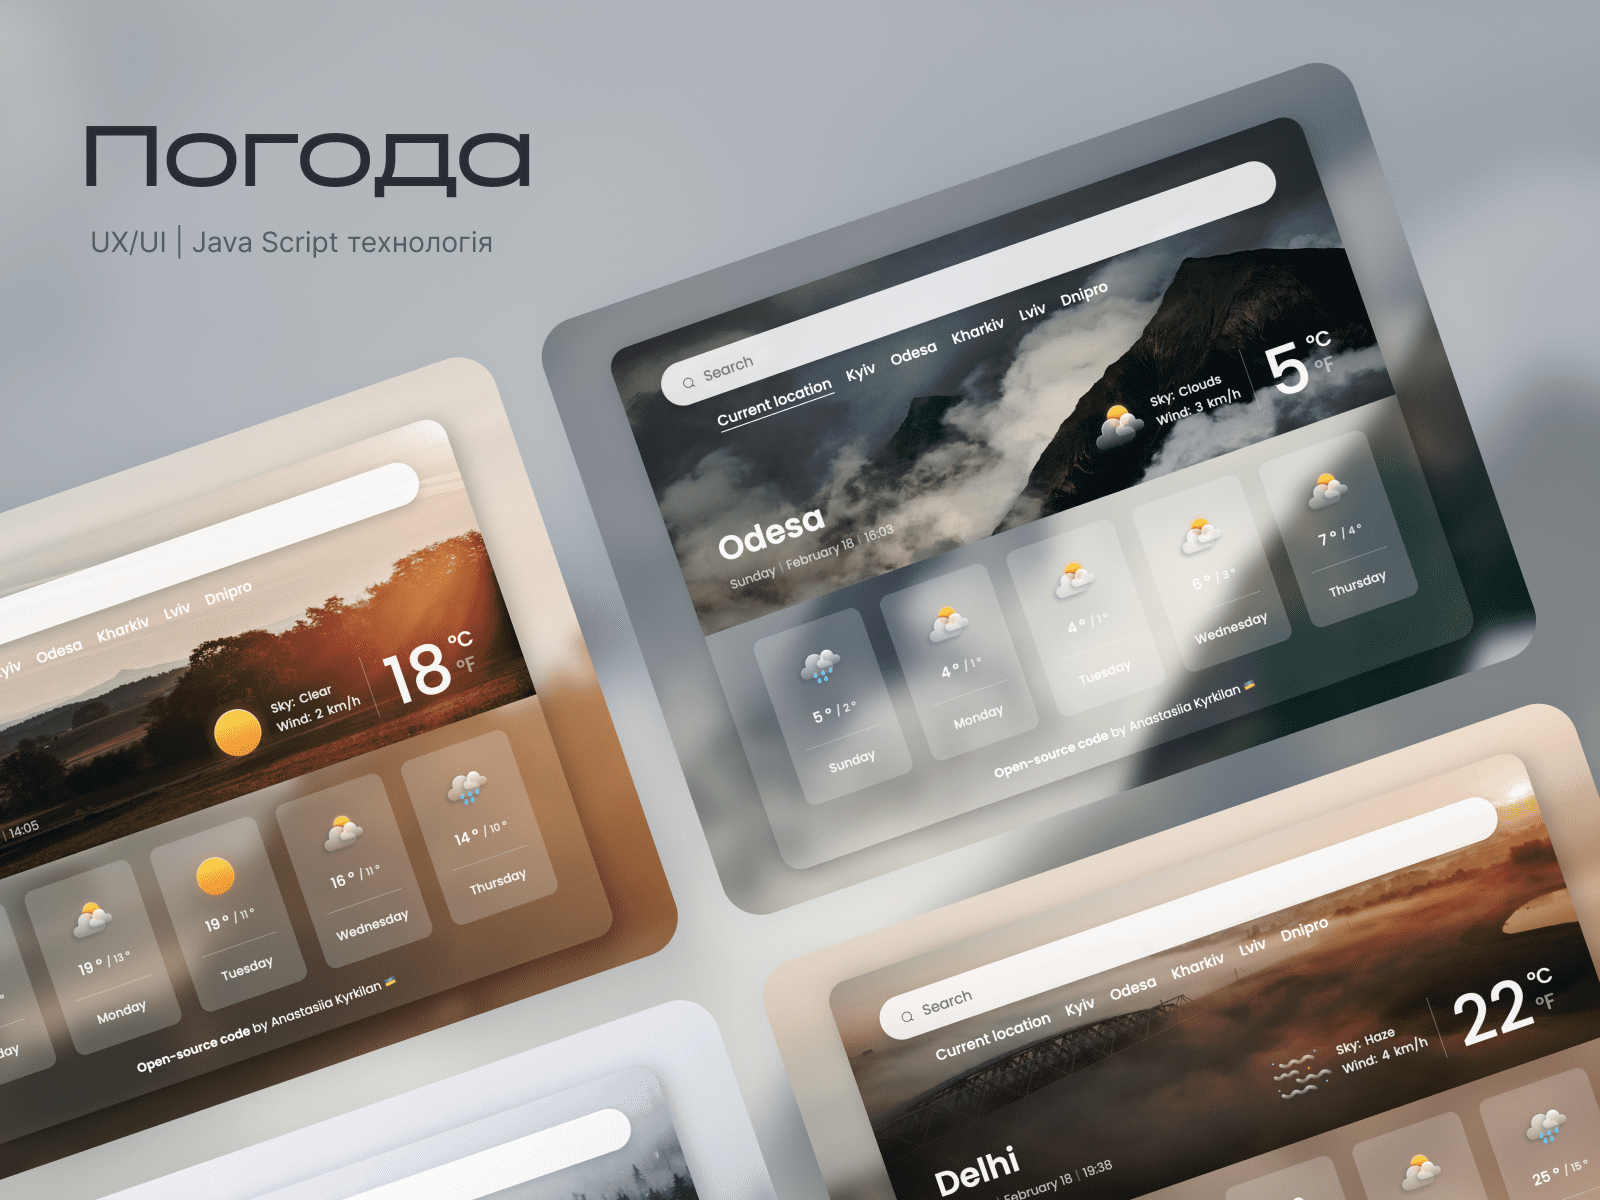 Погода
UX/UI | Java Script технологія
Search
Current location Kyiv Odesa Kharkiv Lviv Dnipro
Sky: Clouds
Wind: 3 km/h
5 °C
°F
Odesa
Sunday | February 18 | 16:03
5° / 2°
Sunday
4° / 1°
Monday
4° / 1°
Tuesday
6° / 3°
Wednesday
7° / 4°
Thursday
Open-source code by Anastasiia Kyrkilan
Odesa Kharkiv Lviv Dnipro
Sky: Clear
Wind: 2 km/h
18 °C
°F
| 14:05
19° / 13°
Monday
19° / 11°
Tuesday
16° / 11°
Wednesday
14° / 10°
Thursday
Open-source code by Anastasiia Kyrkilan
Search
Current location Kyiv Odesa Kharkiv Lviv Dnipro
Sky: Haze
Wind: 4 km/h
22 °C
°F
Delhi
February 18 | 19:38
25° / 15°